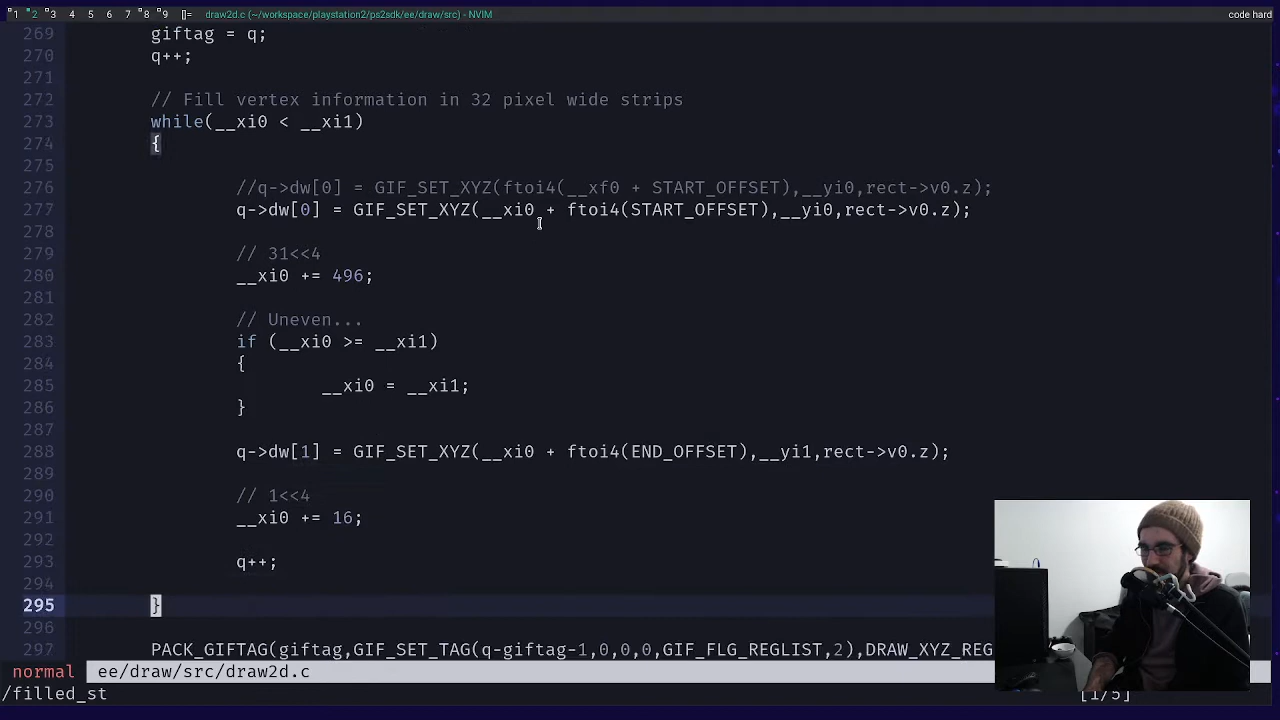 1 2 3 4 5 6 7 8 9 []= draw2d.c (~/workspace/playstation2/ps2sdk/ee/draw/src) - NVIM code hard
269 giftag = q;
270 q++;
271
272 // Fill vertex information in 32 pixel wide strips
273 while(__xi0 < __xi1)
274 {
275
276 //q->dw[0] = GIF_SET_XYZ(ftoi4(__xf0 + START_OFFSET),__yi0,rect->v0.z);
277 q->dw[0] = GIF_SET_XYZ(__xi0 + ftoi4(START_OFFSET),__yi0,rect->v0.z);
278
279 // 31<<4
280 __xi0 += 496;
281
282 // Uneven...
283 if (__xi0 >= __xi1)
284 {
285 __xi0 = __xi1;
286 }
287
288 q->dw[1] = GIF_SET_XYZ(__xi0 + ftoi4(END_OFFSET),__yi1,rect->v0.z);
289
290 // 1<<4
291 __xi0 += 16;
292
293 q++;
294
295 }
296
297 PACK_GIFTAG(giftag,GIF_SET_TAG(q-giftag-1,0,0,0,GIF_FLG_REGLIST,2),DRAW_XYZ_REG
normal ee/draw/src/draw2d.c
/filled_st [1/5]